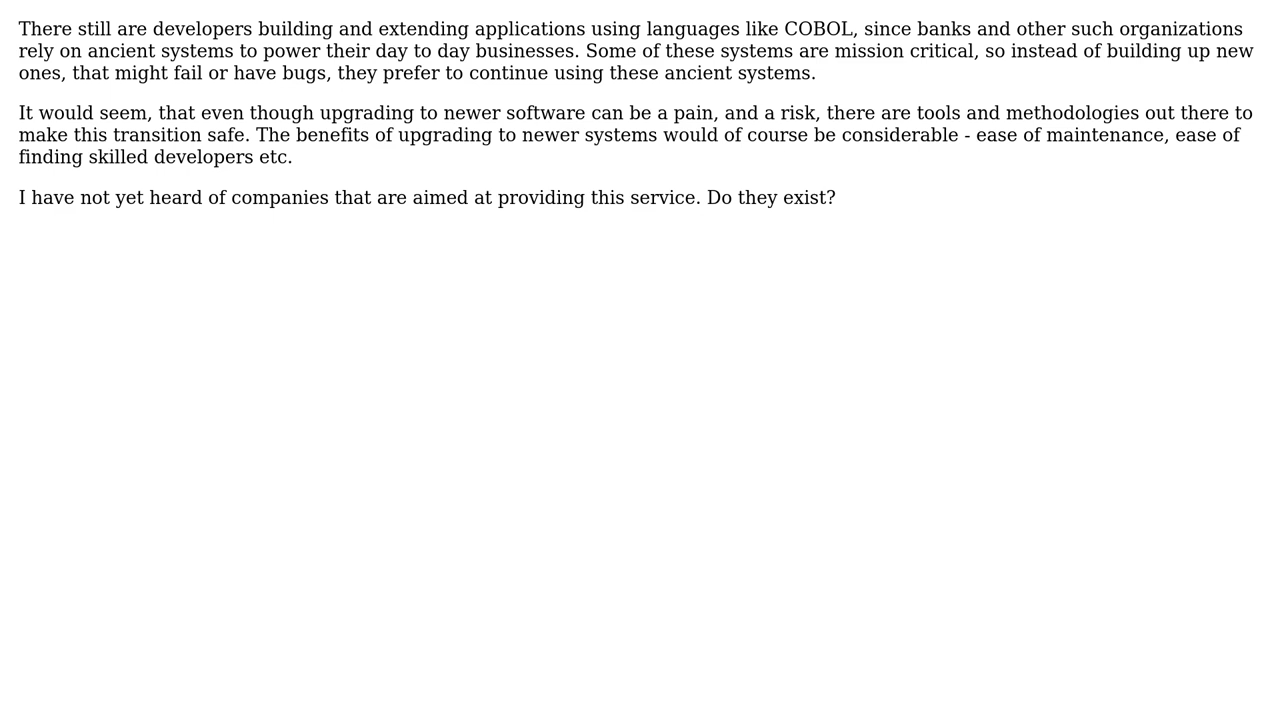 There still are developers building and extending applications using languages like COBOL, since banks and other such organizations
rely on ancient systems to power their day to day businesses. Some of these systems are mission critical, so instead of building up new
ones, that might fail or have bugs, they prefer to continue using these ancient systems.
It would seem, that even though upgrading to newer software can be a pain, and a risk, there are tools and methodologies out there to
make this transition safe. The benefits of upgrading to newer systems would of course be considerable - ease of maintenance, ease of
finding skilled developers etc.
I have not yet heard of companies that are aimed at providing this service. Do they exist?